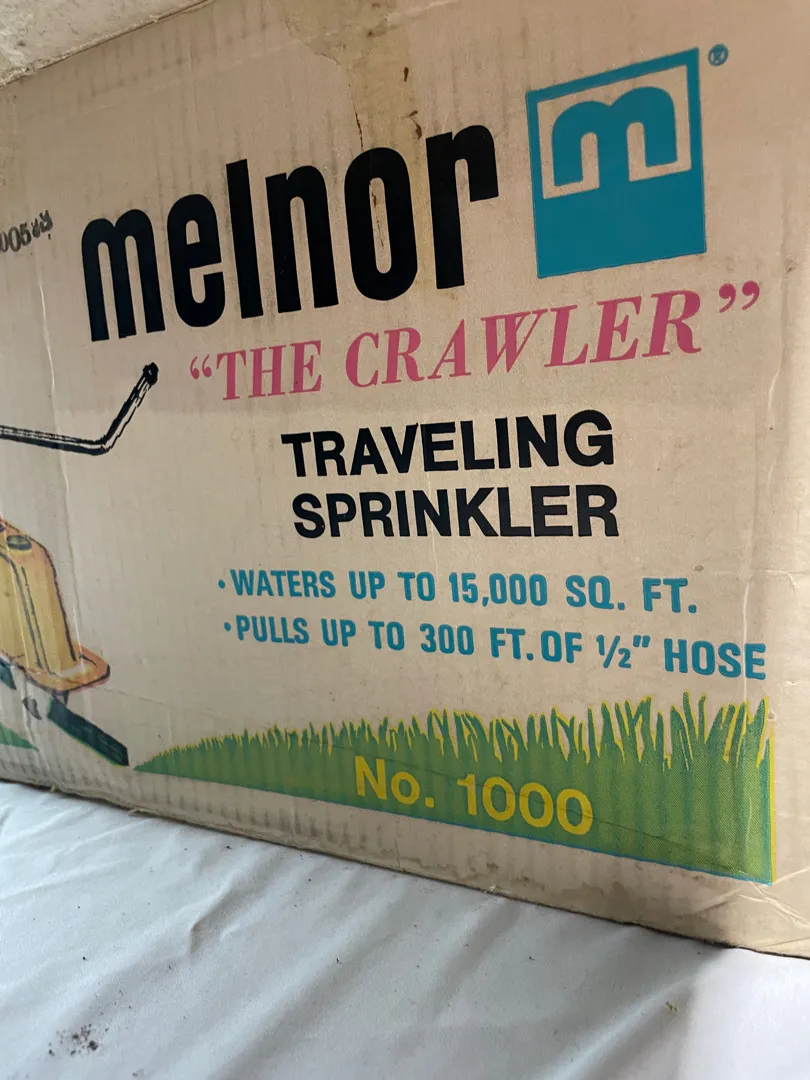 melnor m®
"THE CRAWLER"
TRAVELING
SPRINKLER
• WATERS UP TO 15,000 SQ. FT.
• PULLS UP TO 300 FT. OF ½" HOSE
No. 1000